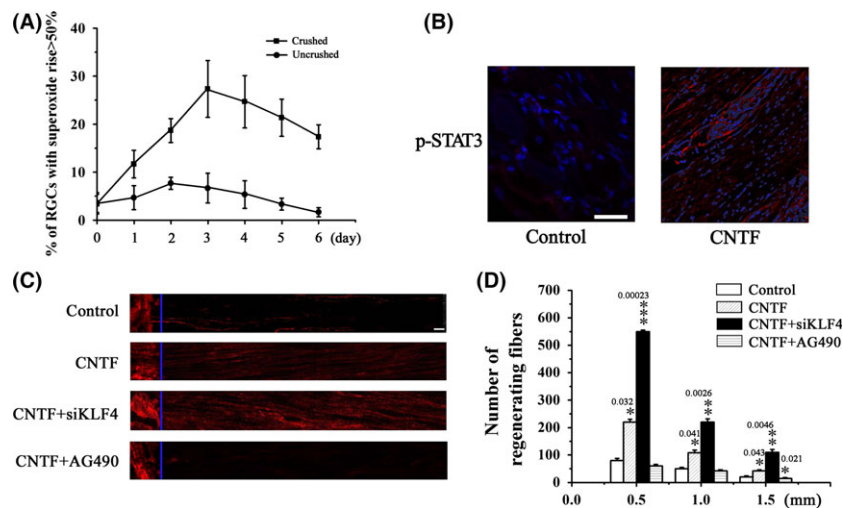 (A)
% of RGCs with superoxide rise>50%
40
30
20
10
0
0 1 2 3 4 5 6 (day)
Crushed
Uncrushed
(B)
p-STAT3
Control
CNTF
(C)
Control
CNTF
CNTF+siKLF4
CNTF+AG490
(D)
Number of
regenerating fibers
700
600
500
400
300
200
100
0
0.0 0.5 1.0 1.5 (mm)
Control
CNTF
CNTF+siKLF4
CNTF+AG490
0.032
*
0.00023
***
0.041
*
0.0026
**
0.043
*
0.0046
**
0.021
*